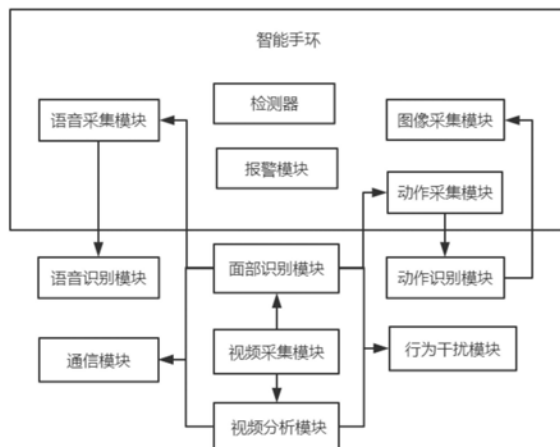 智能手环
检测器
语音采集模块
图像采集模块
报警模块
动作采集模块
语音识别模块
面部识别模块
动作识别模块
通信模块
视频采集模块
行为干扰模块
视频分析模块